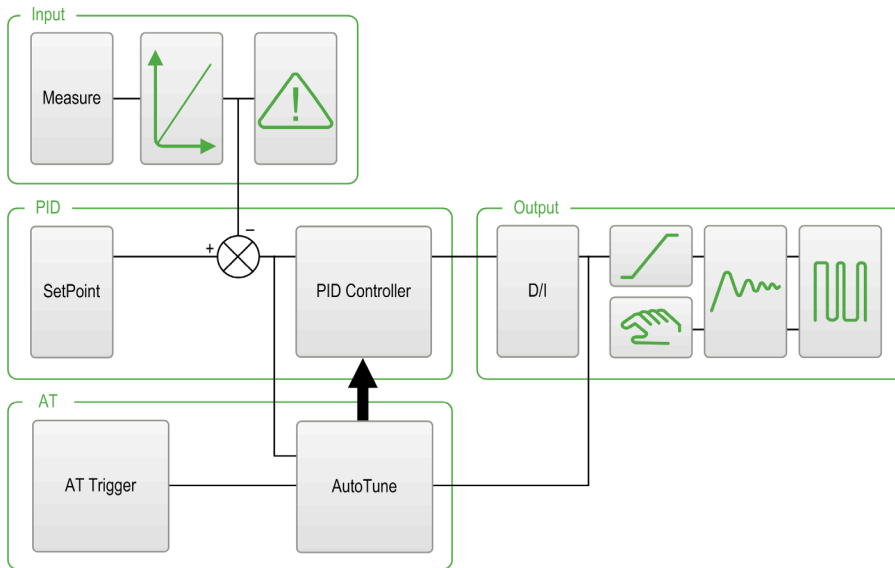 Input
Measure
!
PID
+
−
SetPoint
PID Controller
Output
D/I
AT
AT Trigger
AutoTune